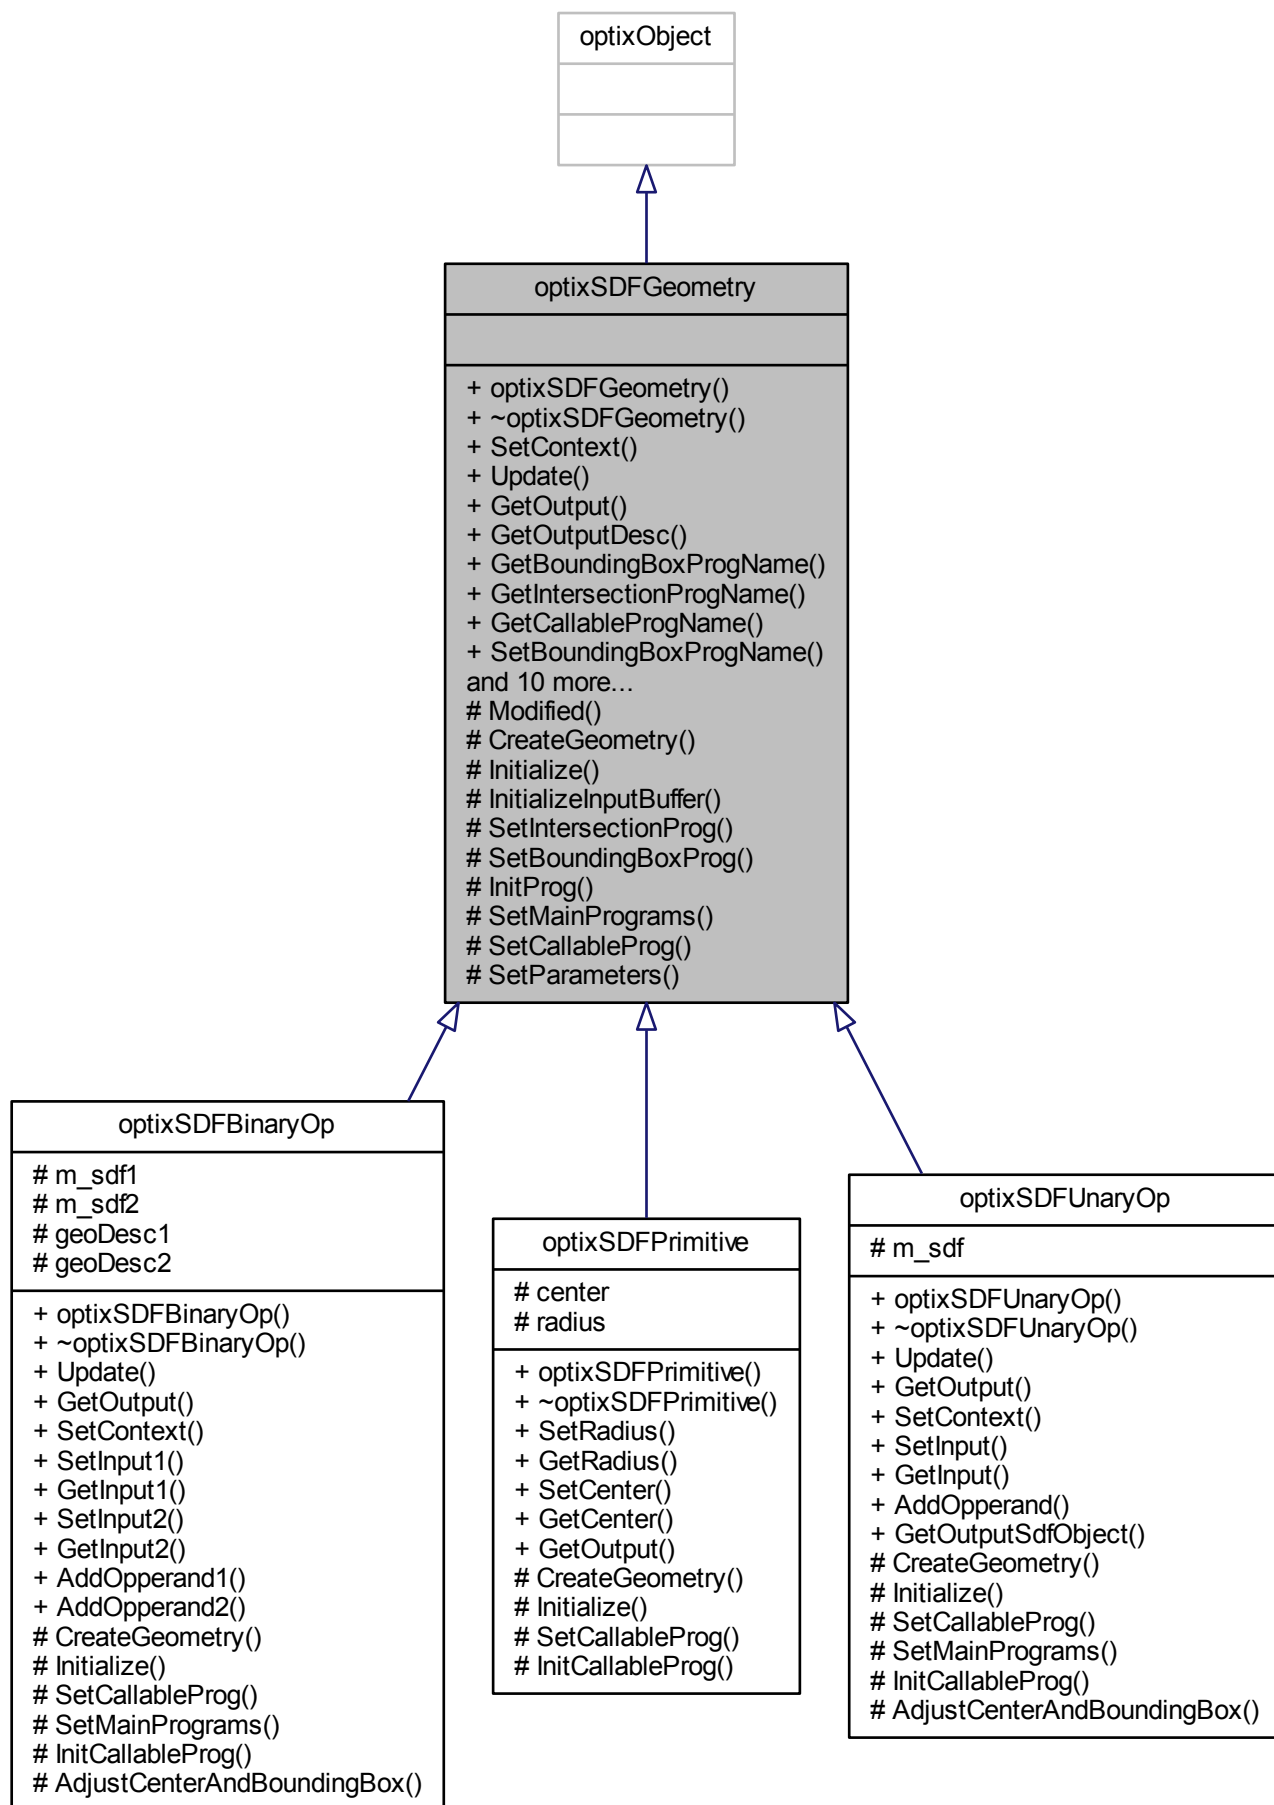 optixObject
optixSDFGeometry
+ optixSDFGeometry()
+ ~optixSDFGeometry()
+ SetContext()
+ Update()
+ GetOutput()
+ GetOutputDesc()
+ GetBoundingBoxProgName()
+ GetIntersectionProgName()
+ GetCallableProgName()
+ SetBoundingBoxProgName()
and 10 more...
# Modified()
# CreateGeometry()
# Initialize()
# InitializeInputBuffer()
# SetIntersectionProg()
# SetBoundingBoxProg()
# InitProg()
# SetMainPrograms()
# SetCallableProg()
# SetParameters()
optixSDFBinaryOp
# m_sdf1
# m_sdf2
# geoDesc1
# geoDesc2
+ optixSDFBinaryOp()
+ ~optixSDFBinaryOp()
+ Update()
+ GetOutput()
+ SetContext()
+ SetInput1()
+ GetInput1()
+ SetInput2()
+ GetInput2()
+ AddOpperand1()
+ AddOpperand2()
# CreateGeometry()
# Initialize()
# SetCallableProg()
# SetMainPrograms()
# InitCallableProg()
# AdjustCenterAndBoundingBox()
optixSDFPrimitive
# center
# radius
+ optixSDFPrimitive()
+ ~optixSDFPrimitive()
+ SetRadius()
+ GetRadius()
+ SetCenter()
+ GetCenter()
+ GetOutput()
# CreateGeometry()
# Initialize()
# SetCallableProg()
# InitCallableProg()
optixSDFUnaryOp
# m_sdf
+ optixSDFUnaryOp()
+ ~optixSDFUnaryOp()
+ Update()
+ GetOutput()
+ SetContext()
+ SetInput()
+ GetInput()
+ AddOpperand()
+ GetOutputSdfObject()
# CreateGeometry()
# Initialize()
# SetCallableProg()
# SetMainPrograms()
# InitCallableProg()
# AdjustCenterAndBoundingBox()